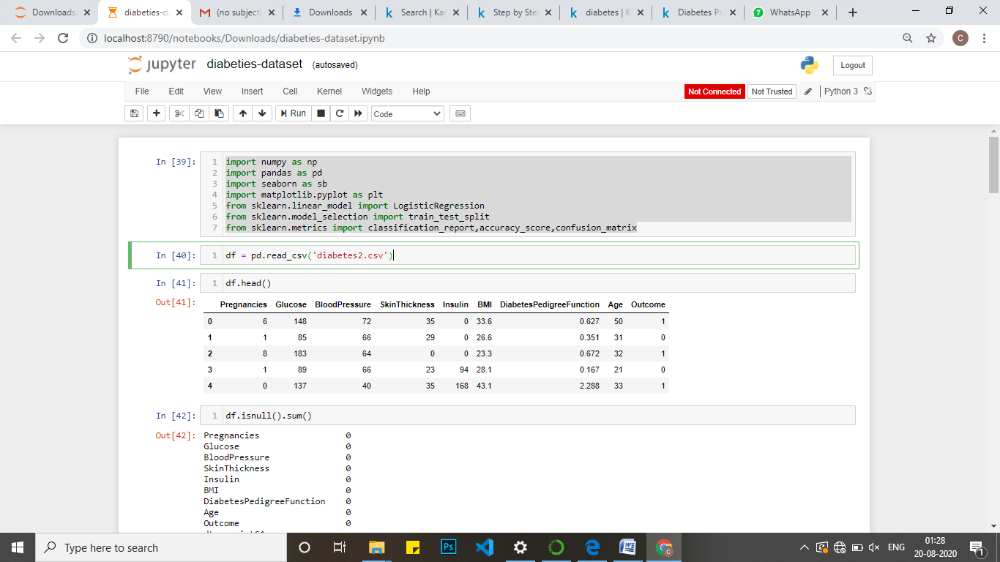 Downloads
diabeties-d
(no subject
Downloads
Search | Kag
Step by Ste
diabetes | K
Diabetes Pr
WhatsApp
localhost:8790/notebooks/Downloads/diabeties-dataset.ipynb
C
jupyter diabeties-dataset (autosaved)
Logout
File Edit View Insert Cell Kernel Widgets Help
Not Connected Not Trusted Python 3
Run Code
In [39]:
1 import numpy as np
2 import pandas as pd
3 import seaborn as sb
4 import matplotlib.pyplot as plt
5 from sklearn.linear_model import LogisticRegression
6 from sklearn.model_selection import train_test_split
7 from sklearn.metrics import classification_report,accuracy_score,confusion_matrix
In [40]: 1 df = pd.read_csv('diabetes2.csv')
In [41]: 1 df.head()
Out[41]:
Pregnancies Glucose BloodPressure SkinThickness Insulin BMI DiabetesPedigreeFunction Age Outcome
0 6 148 72 35 0 33.6 0.627 50 1
1 1 85 66 29 0 26.6 0.351 31 0
2 8 183 64 0 0 23.3 0.672 32 1
3 1 89 66 23 94 28.1 0.167 21 0
4 0 137 40 35 168 43.1 2.288 33 1
In [42]: 1 df.isnull().sum()
Out[42]: Pregnancies 0
Glucose 0
BloodPressure 0
SkinThickness 0
Insulin 0
BMI 0
DiabetesPedigreeFunction 0
Age 0
Outcome 0
Type here to search
Ps
ENG
01:28
20-08-2020
1